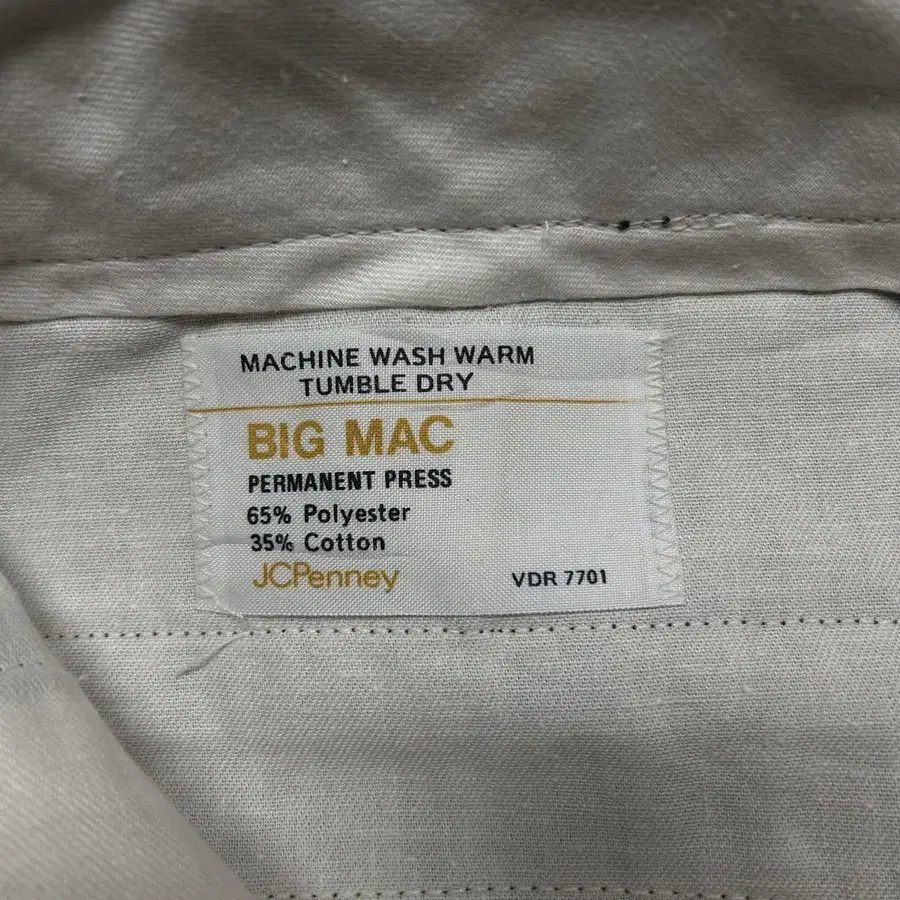 MACHINE WASH WARM
TUMBLE DRY
BIG MAC
PERMANENT PRESS
65% Polyester
35% Cotton
JCPenney VDR 7701